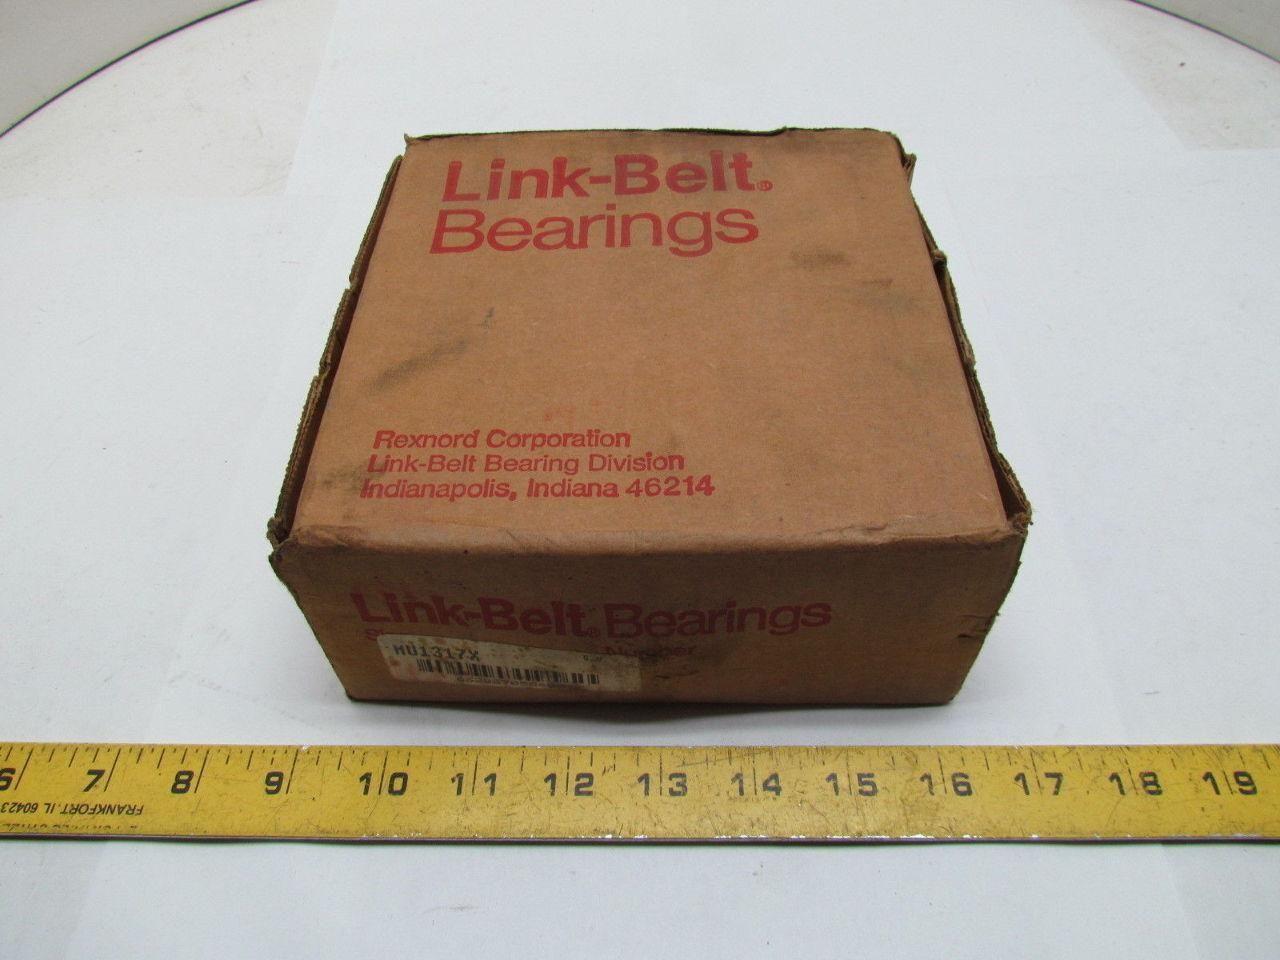 Link-Belt®
Bearings
Rexnord Corporation
Link-Belt Bearing Division
Indianapolis, Indiana 46214
Link-Belt® Bearings
Number
MU1317X
6 7 8 9 10 11 12 13 14 15 16 17 18 19
FRANKFORT, IL 60423